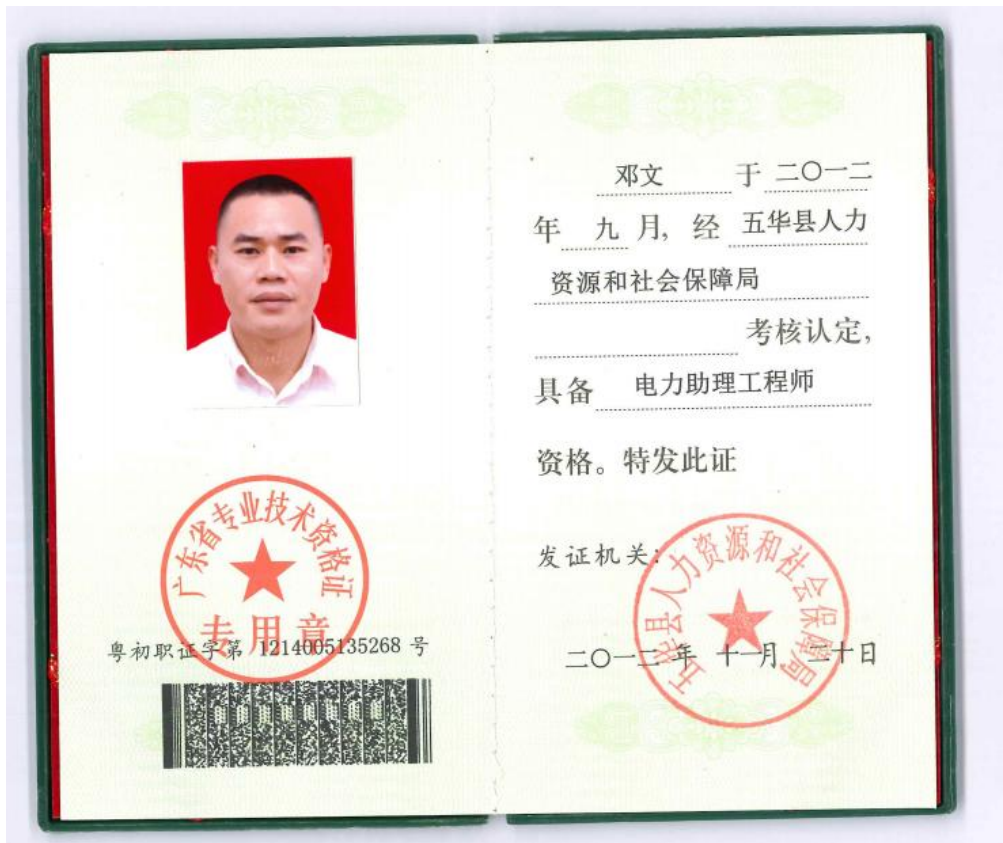 广东省专业技术资格证
专用章
粤初职证字第 1214005135268 号
邓文 于 二〇一二
年 九 月, 经 五华县人力
资源和社会保障局
考核认定,
具备 电力助理工程师
资格。特发此证
发证机关:
五华县人力资源和社会保障局
二〇一二 年 十一月 二十日